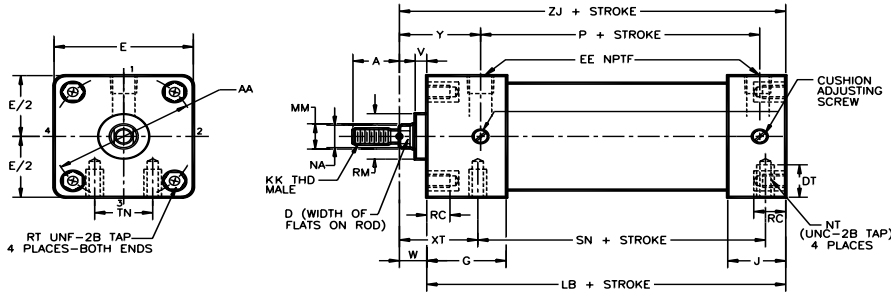 ZJ + STROKE
E
Y
P + STROKE
A
V
EE NPTF
1
AA
CUSHION
ADJUSTING
SCREW
E/2
MM
4
2
E/2
NA
KK THD
MALE
RM
DT
3
TN
D (WIDTH OF
FLATS ON ROD)
RC
RC
NT
(UNC-2B TAP)
4 PLACES
RT UNF-2B TAP
4 PLACES-BOTH ENDS
XT
SN + STROKE
W
G
J
LB + STROKE